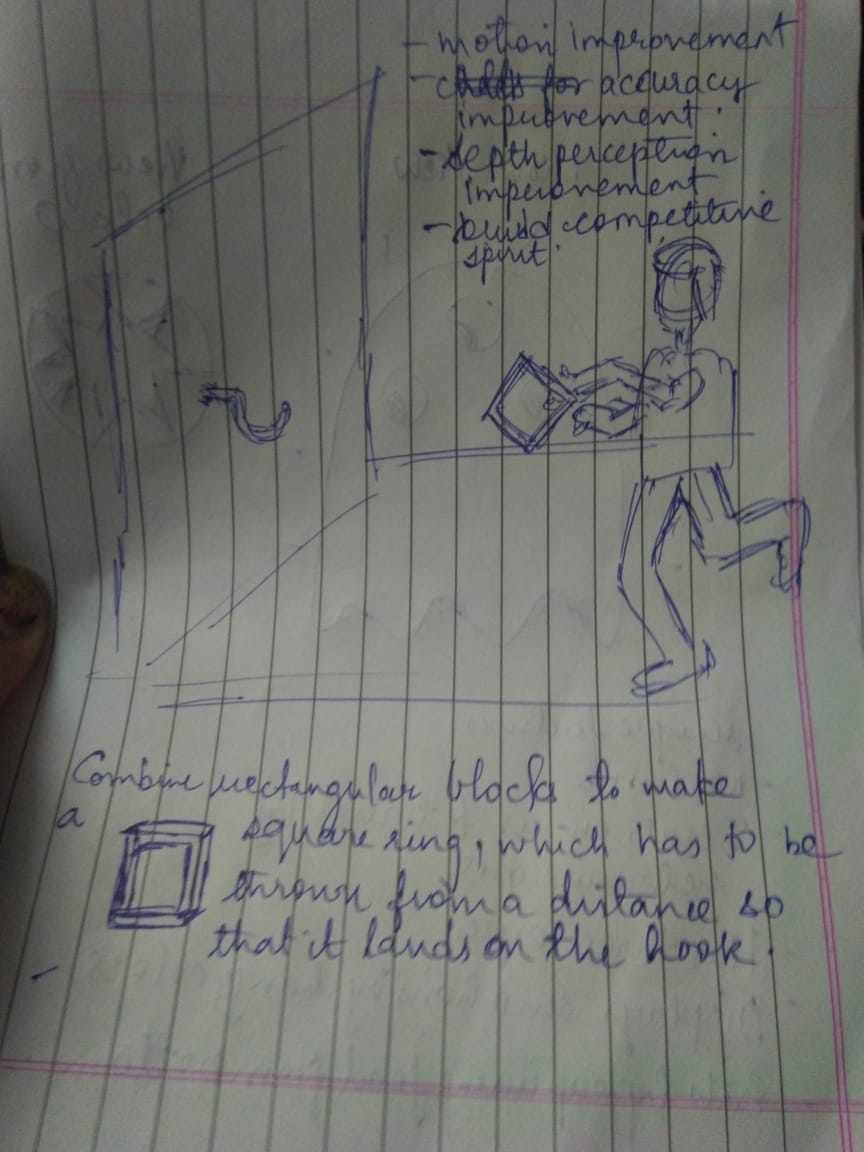 - motion improvement
- accuracy
improvement.
- depth perception
improvement
- build competitive
spirit.
Combine rectangular blocks to make
a square ring, which has to be
thrown from a distance so
that it lands on the hook.